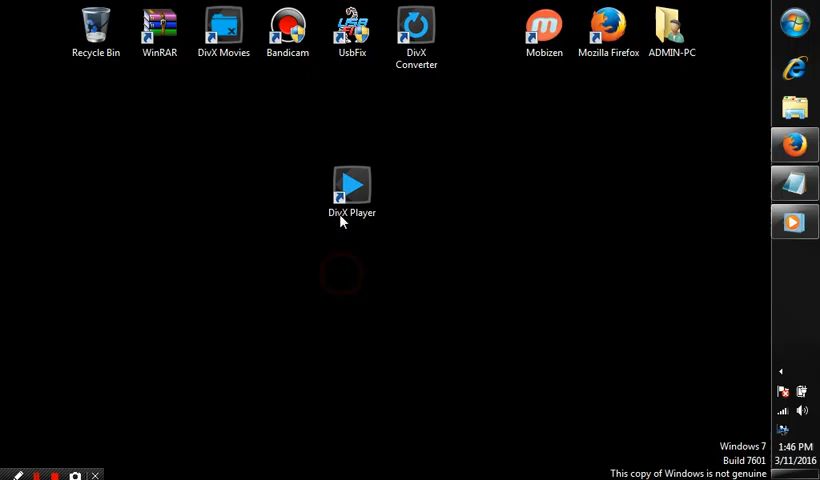 Recycle Bin
WinRAR
DivX Movies
Bandicam
UsbFix
DivX
Converter
Mobizen
Mozilla Firefox
ADMIN-PC
DivX Player
Windows 7
Build 7601
This copy of Windows is not genuine
1:46 PM
3/11/2016